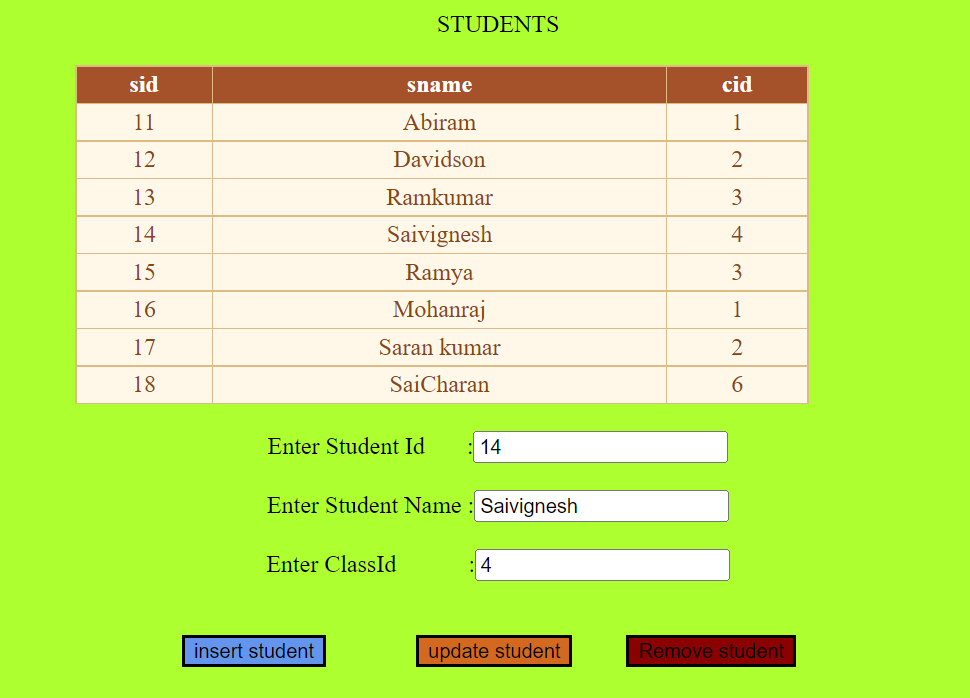 STUDENTS
sid sname cid
11 Abiram 1
12 Davidson 2
13 Ramkumar 3
14 Saivignesh 4
15 Ramya 3
16 Mohanraj 1
17 Saran kumar 2
18 SaiCharan 6
Enter Student Id :14
Enter Student Name :Saivignesh
Enter ClassId :4
insert student update student Remove student